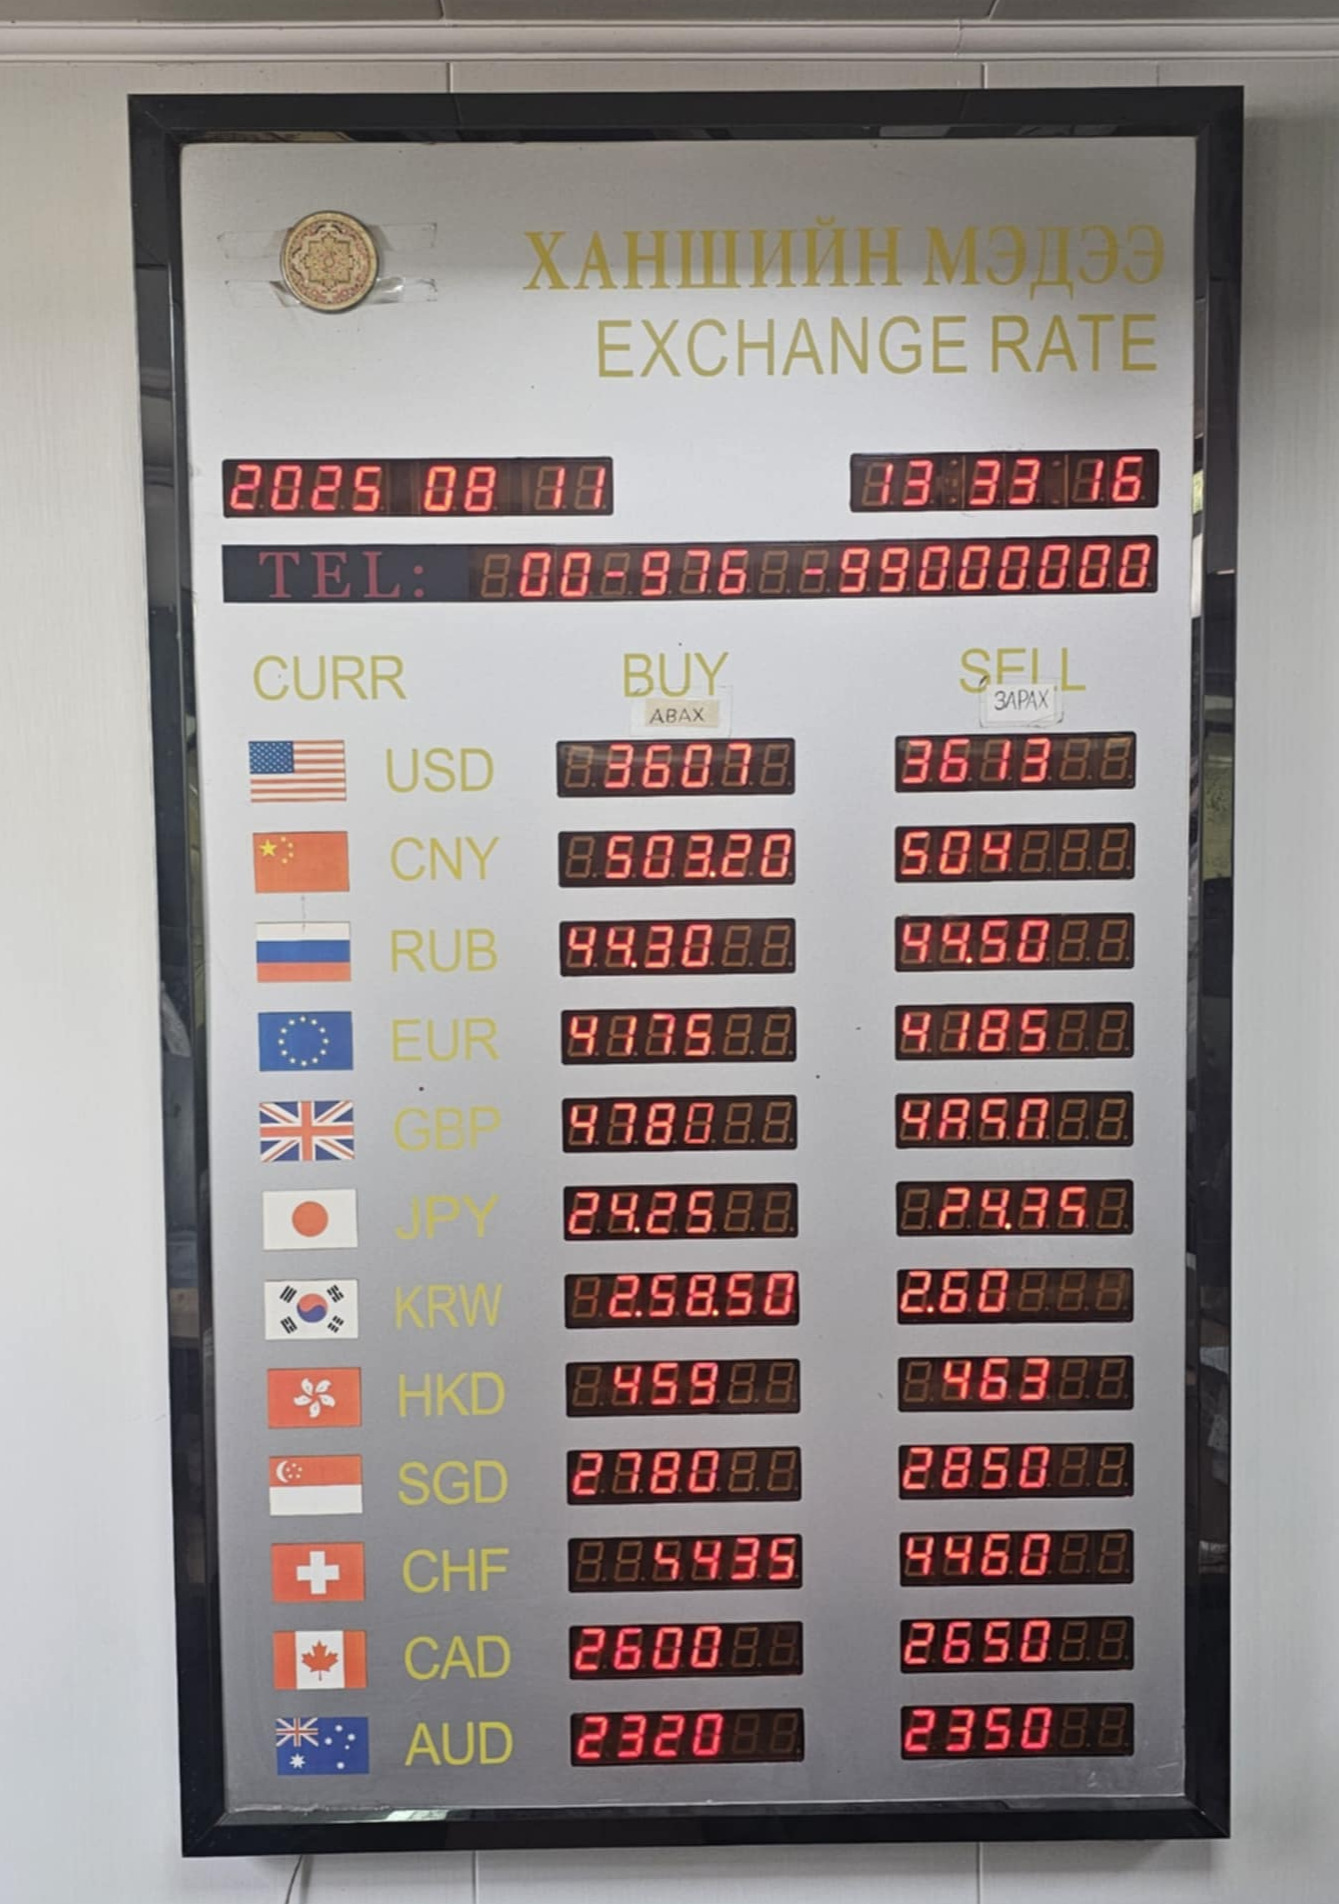 ХАНШИЙН МЭДЭЭ
EXCHANGE RATE
2025 08 11 13 33 16
TEL: 00-976 -99000000
CURR BUY SELL
АВАХ ЗАРАХ
USD 3607 3613
CNY 503.20 504
RUB 44.30 44.50
EUR 4175 4185
GBP 4780
JPY 24.25 24.35
KRW 2.58.50 2.60
HKD 459 463
SGD 2780 2850
CHF 4460
CAD 2600 2650
AUD 2320 2350